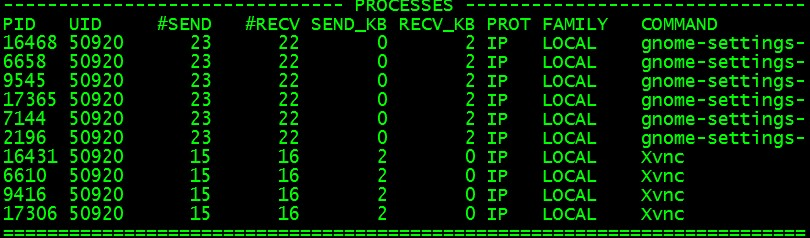 ------------------------------- PROCESSES -------------------------------
PID   UID     #SEND   #RECV SEND_KB RECV_KB PROT FAMILY   COMMAND
16468 50920      23      22       0       2 IP   LOCAL    gnome-settings-
6658  50920      23      22       0       2 IP   LOCAL    gnome-settings-
9545  50920      23      22       0       2 IP   LOCAL    gnome-settings-
17365 50920      23      22       0       2 IP   LOCAL    gnome-settings-
7144  50920      23      22       0       2 IP   LOCAL    gnome-settings-
2196  50920      23      22       0       2 IP   LOCAL    gnome-settings-
16431 50920      15      16       2       0 IP   LOCAL    Xvnc
6610  50920      15      16       2       0 IP   LOCAL    Xvnc
9416  50920      15      16       2       0 IP   LOCAL    Xvnc
17306 50920      15      16       2       0 IP   LOCAL    Xvnc
=========================================================================